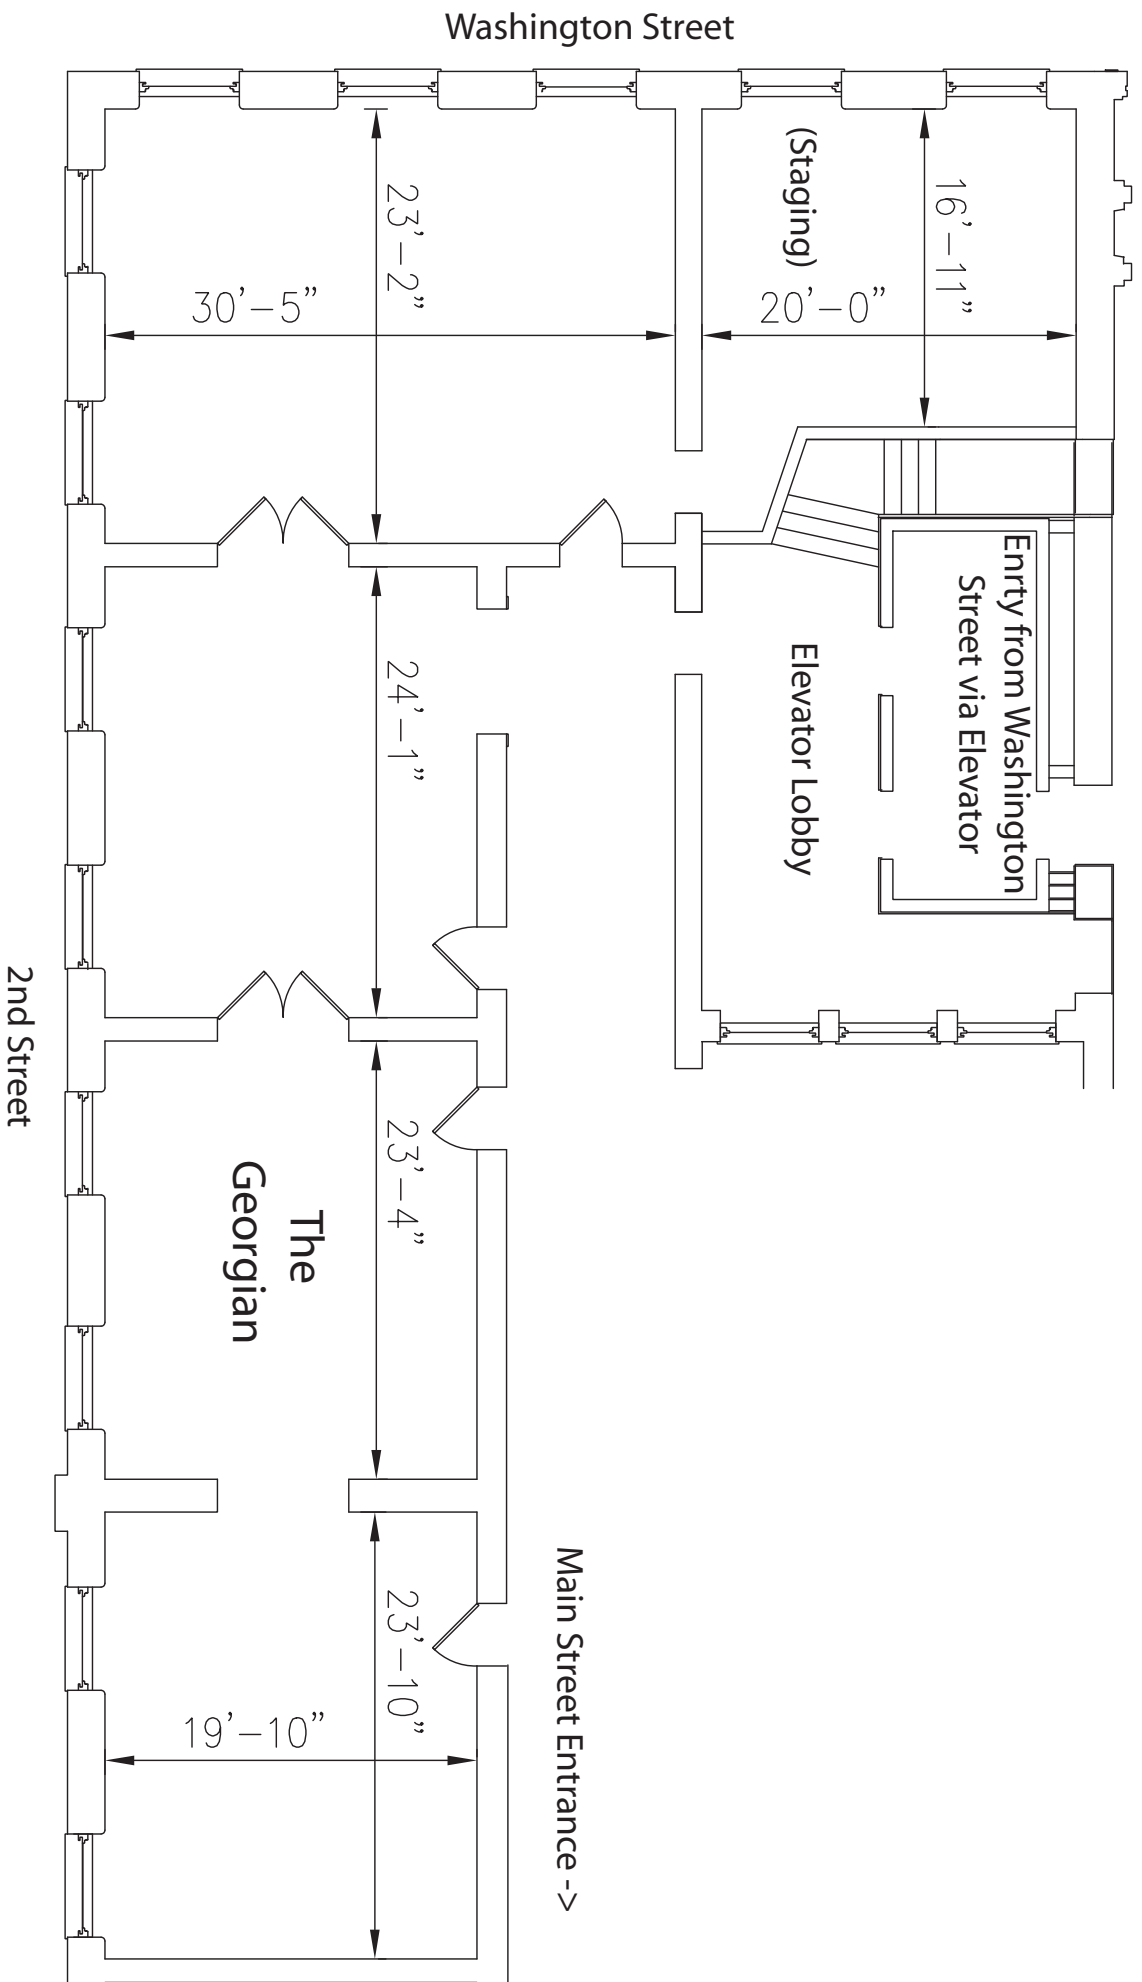 Washington Street
(Staging)
16'-11"
20'-0"
23'-2"
30'-5"
Enrty from Washington
Street via Elevator
Elevator Lobby
24'-1"
2nd Street
23'-4"
The
Georgian
Main Street Entrance ->
23'-10"
19'-10"